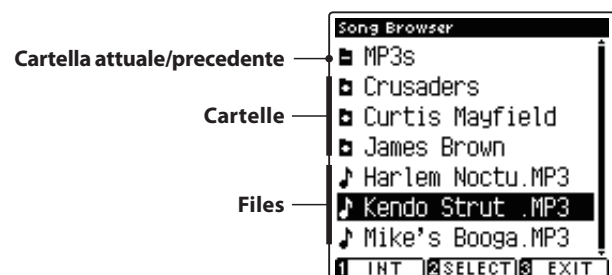 Song Browser
Cartella attuale/precedente
MP3s
Crusaders
Cartelle
Curtis Mayfield
James Brown
Harlem Noctu.MP3
Files
Kendo Strut .MP3
Mike's Booga.MP3
1 INT 2 SELECT 3 EXIT